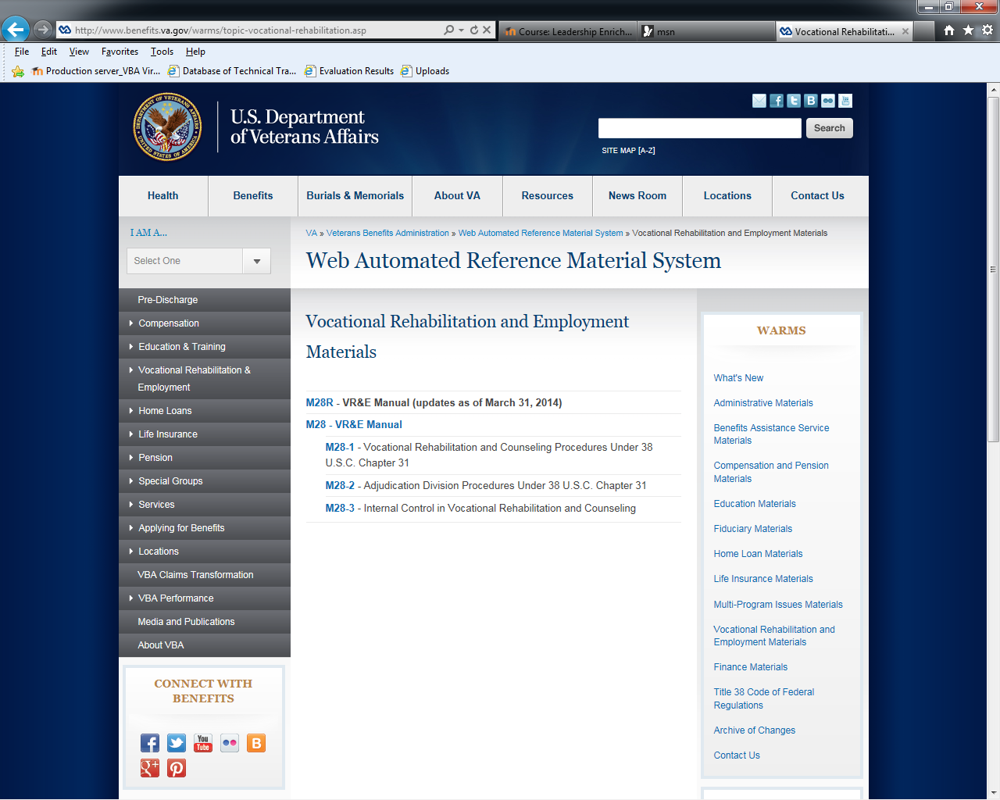 http://www.benefits.va.gov/warms/topic-vocational-rehabilitation.asp
Course: Leadership Enrich...
msn
Vocational Rehabilitati...
File Edit View Favorites Tools Help
Production server_VBA Vir... Database of Technical Tra... Evaluation Results Uploads
U.S. Department
of Veterans Affairs
Search
SITE MAP [A-Z]
Health Benefits Burials & Memorials About VA Resources News Room Locations Contact Us
I AM A...
Select One
VA » Veterans Benefits Administration » Web Automated Reference Material System » Vocational Rehabilitation and Employment Materials
Web Automated Reference Material System
Pre-Discharge
Compensation
Education & Training
Vocational Rehabilitation &
Employment
Home Loans
Life Insurance
Pension
Special Groups
Services
Applying for Benefits
Locations
VBA Claims Transformation
VBA Performance
Media and Publications
About VBA
CONNECT WITH
BENEFITS
You
Tube
Vocational Rehabilitation and Employment
Materials
M28R - VR&E Manual (updates as of March 31, 2014)
M28 - VR&E Manual
M28-1 - Vocational Rehabilitation and Counseling Procedures Under 38
U.S.C. Chapter 31
M28-2 - Adjudication Division Procedures Under 38 U.S.C. Chapter 31
M28-3 - Internal Control in Vocational Rehabilitation and Counseling
WARMS
What's New
Administrative Materials
Benefits Assistance Service
Materials
Compensation and Pension
Materials
Education Materials
Fiduciary Materials
Home Loan Materials
Life Insurance Materials
Multi-Program Issues Materials
Vocational Rehabilitation and
Employment Materials
Finance Materials
Title 38 Code of Federal
Regulations
Archive of Changes
Contact Us